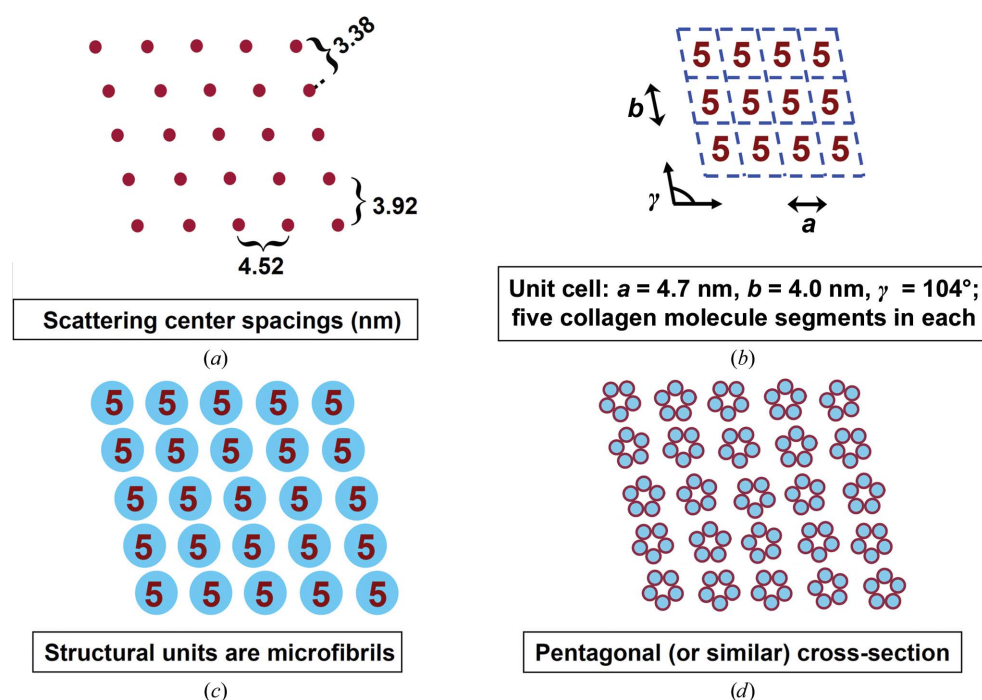 3.38
3.92
4.52
Scattering center spacings (nm)
(a)
5 5 5 5
5 5 5 5
5 5 5 5
b
γ
a
Unit cell: a = 4.7 nm, b = 4.0 nm, γ = 104°;
five collagen molecule segments in each
(b)
5 5 5 5 5
5 5 5 5 5
5 5 5 5 5
5 5 5 5 5
5 5 5 5 5
Structural units are microfibrils
(c)
Pentagonal (or similar) cross-section
(d)